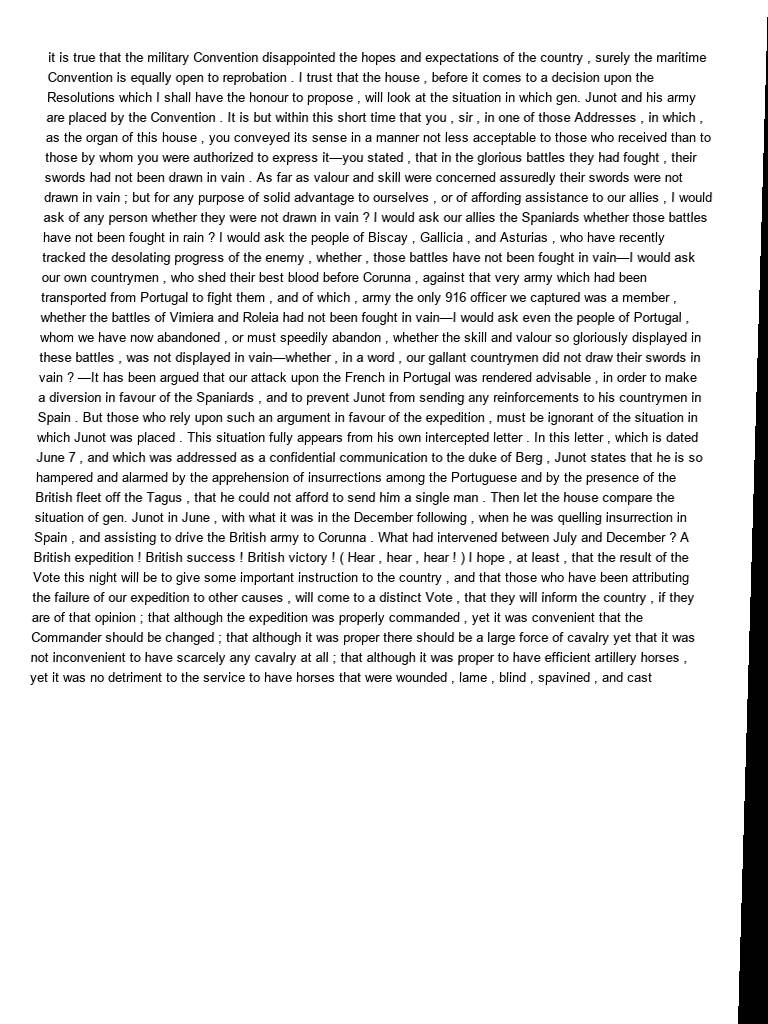 it is true that the military Convention disappointed the hopes and expectations of the country , surely the maritime
Convention is equally open to reprobation . I trust that the house , before it comes to a decision upon the
Resolutions which I shall have the honour to propose , will look at the situation in which gen. Junot and his army
are placed by the Convention . It is but within this short time that you , sir , in one of those Addresses , in which ,
as the organ of this house , you conveyed its sense in a manner not less acceptable to those who received than to
those by whom you were authorized to express it—you stated , that in the glorious battles they had fought , their
swords had not been drawn in vain . As far as valour and skill were concerned assuredly their swords were not
drawn in vain ; but for any purpose of solid advantage to ourselves , or of affording assistance to our allies , I would
ask of any person whether they were not drawn in vain ? I would ask our allies the Spaniards whether those battles
have not been fought in rain ? I would ask the people of Biscay , Gallicia , and Asturias , who have recently
tracked the desolating progress of the enemy , whether , those battles have not been fought in vain—I would ask
our own countrymen , who shed their best blood before Corunna , against that very army which had been
transported from Portugal to fight them , and of which , army the only 916 officer we captured was a member ,
whether the battles of Vimiera and Roleia had not been fought in vain—I would ask even the people of Portugal ,
whom we have now abandoned , or must speedily abandon , whether the skill and valour so gloriously displayed in
these battles , was not displayed in vain—whether , in a word , our gallant countrymen did not draw their swords in
vain ? —It has been argued that our attack upon the French in Portugal was rendered advisable , in order to make
a diversion in favour of the Spaniards , and to prevent Junot from sending any reinforcements to his countrymen in
Spain . But those who rely upon such an argument in favour of the expedition , must be ignorant of the situation in
which Junot was placed . This situation fully appears from his own intercepted letter . In this letter , which is dated
June 7 , and which was addressed as a confidential communication to the duke of Berg , Junot states that he is so
hampered and alarmed by the apprehension of insurrections among the Portuguese and by the presence of the
British fleet off the Tagus , that he could not afford to send him a single man . Then let the house compare the
situation of gen. Junot in June , with what it was in the December following , when he was quelling insurrection in
Spain , and assisting to drive the British army to Corunna . What had intervened between July and December ? A
British expedition ! British success ! British victory ! ( Hear , hear , hear ! ) I hope , at least , that the result of the
Vote this night will be to give some important instruction to the country , and that those who have been attributing
the failure of our expedition to other causes , will come to a distinct Vote , that they will inform the country , if they
are of that opinion ; that although the expedition was properly commanded , yet it was convenient that the
Commander should be changed ; that although it was proper there should be a large force of cavalry yet that it was
not inconvenient to have scarcely any cavalry at all ; that although it was proper to have efficient artillery horses ,
yet it was no detriment to the service to have horses that were wounded , lame , blind , spavined , and cast